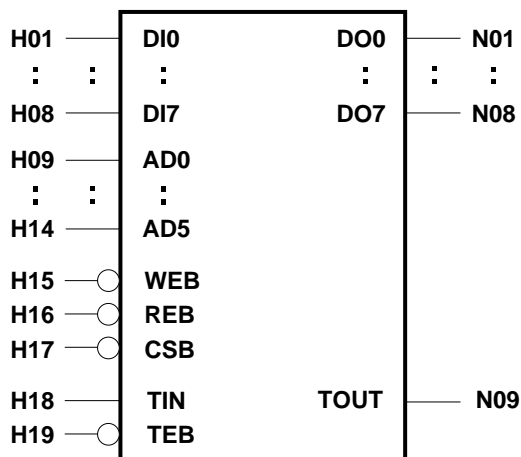 H01 DI0 DO0 N01
: : : : : :
H08 DI7 DO7 N08
H09 AD0
: : :
H14 AD5
H15 WEB
H16 REB
H17 CSB
H18 TIN TOUT N09
H19 TEB